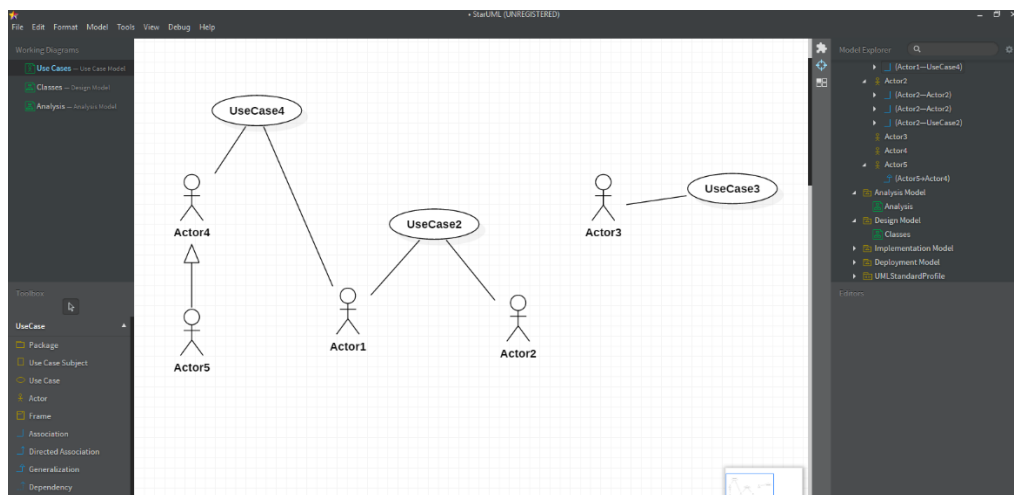 • StarUML (UNREGISTERED)
File Edit Format Model Tools View Debug Help
Working Diagrams
Use Cases — Use Case Model
Classes — Design Model
Analysis — Analysis Model
Toolbox
UseCase
Package
Use Case Subject
Use Case
Actor
Frame
Association
Directed Association
Generalization
Dependency
UseCase4
Actor4
Actor5
UseCase2
Actor1
Actor2
Actor3
UseCase3
Model Explorer
(Actor1—UseCase4)
Actor2
(Actor2—Actor2)
(Actor2—Actor2)
(Actor2—UseCase2)
Actor3
Actor4
Actor5
(Actor5→Actor4)
Analysis Model
Analysis
Design Model
Classes
Implementation Model
Deployment Model
UMLStandardProfile
Editors